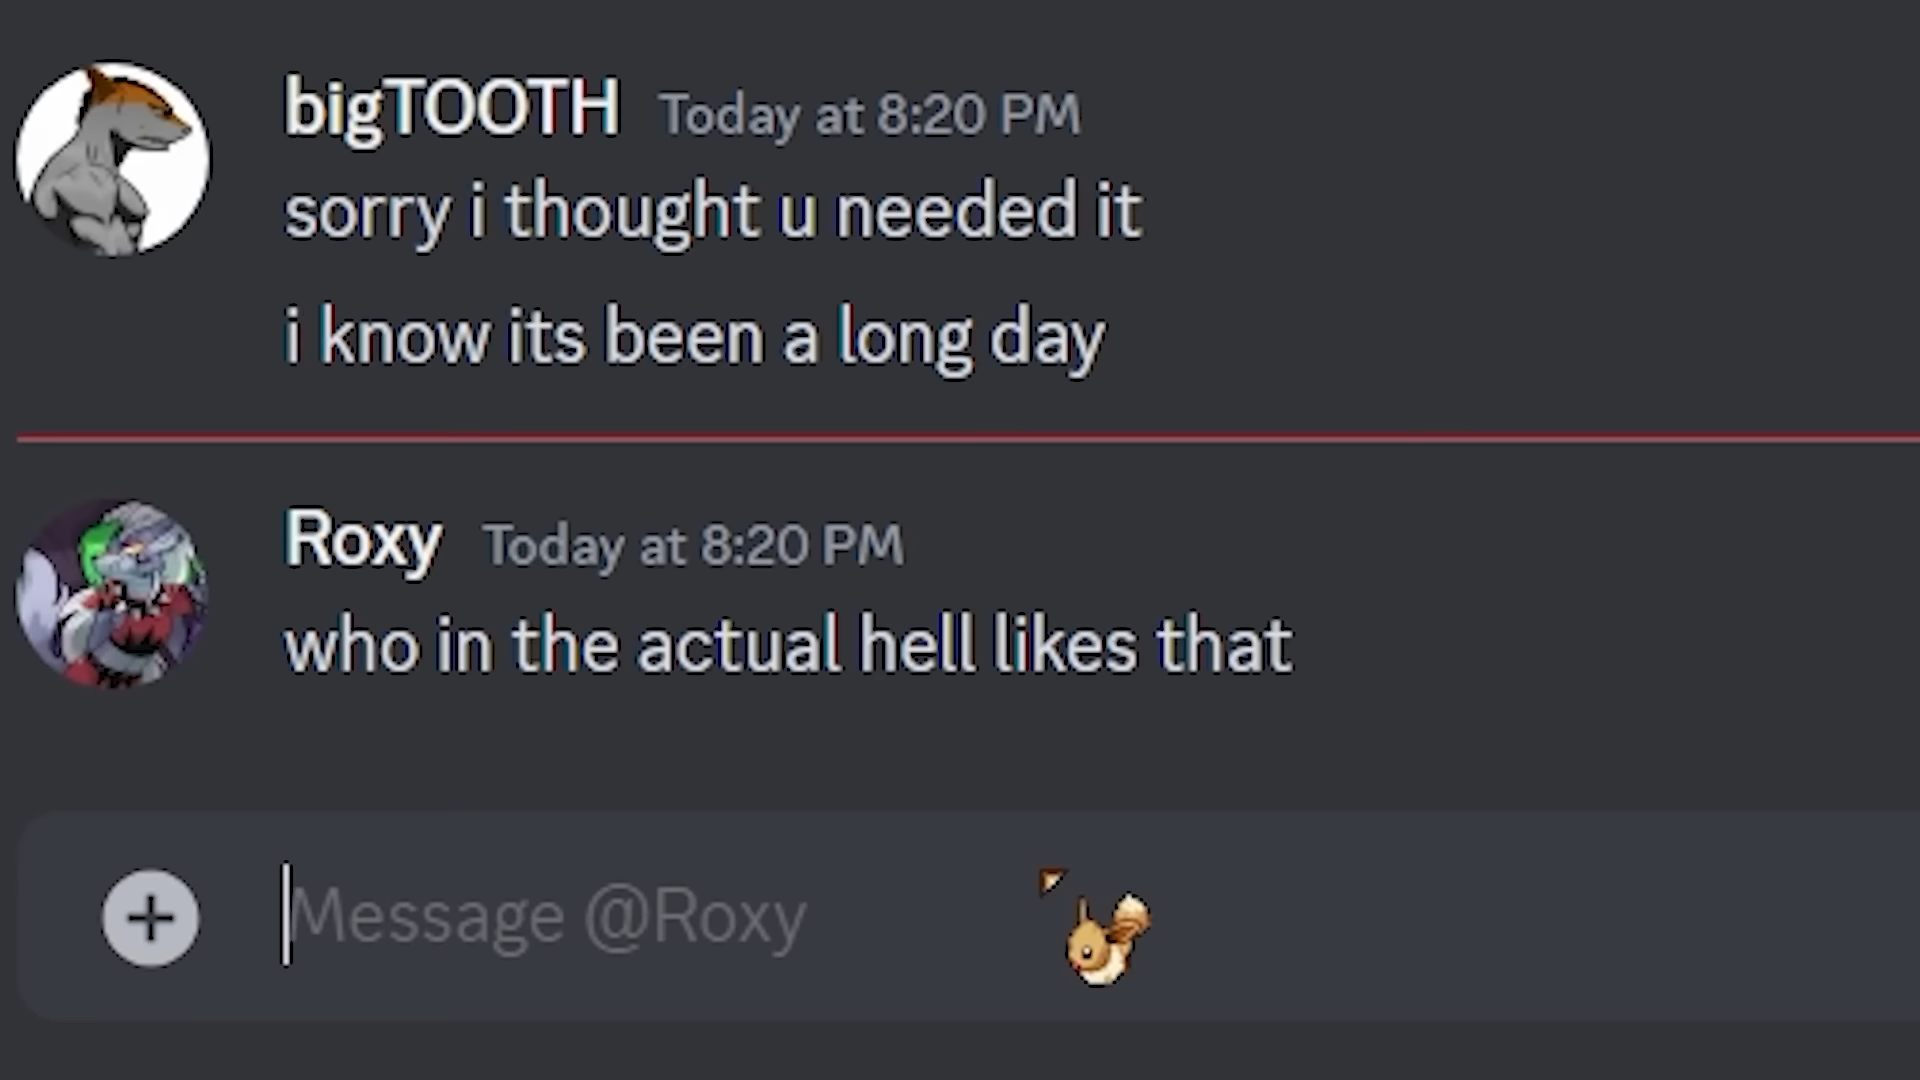 bigTOOTH Today at 8:20 PM
sorry i thought u needed it
i know its been a long day
Roxy Today at 8:20 PM
who in the actual hell likes that
Message @Roxy